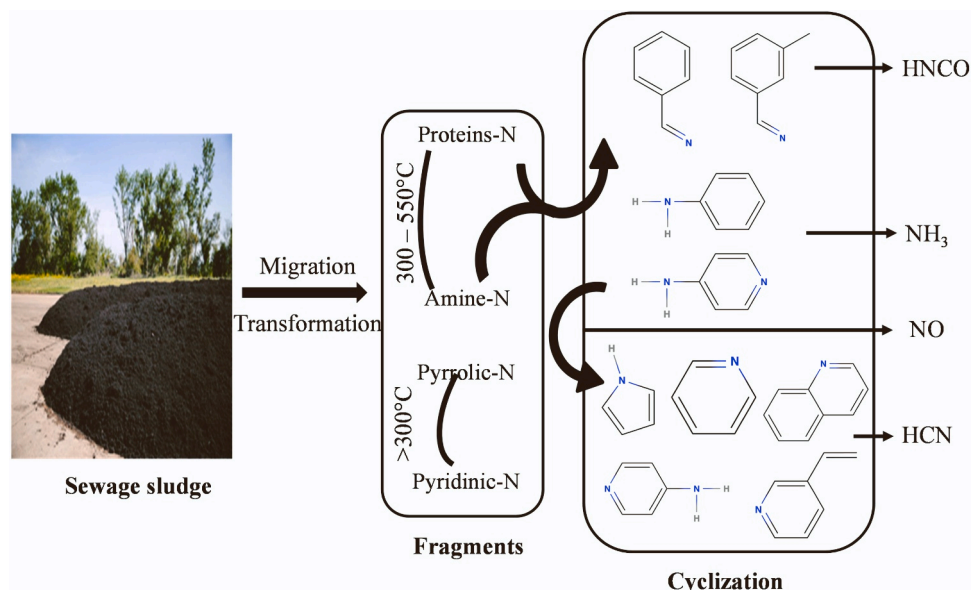 HNCO
N
N
Proteins-N
300 – 550°C
H
N
H
NH₃
Migration
Transformation
Amine-N
H
N
N
H
NO
H
N
N
N
Pyrrolic-N
>300°C
HCN
Pyridinic-N
N
N
H
H
N
Sewage sludge
Fragments
Cyclization